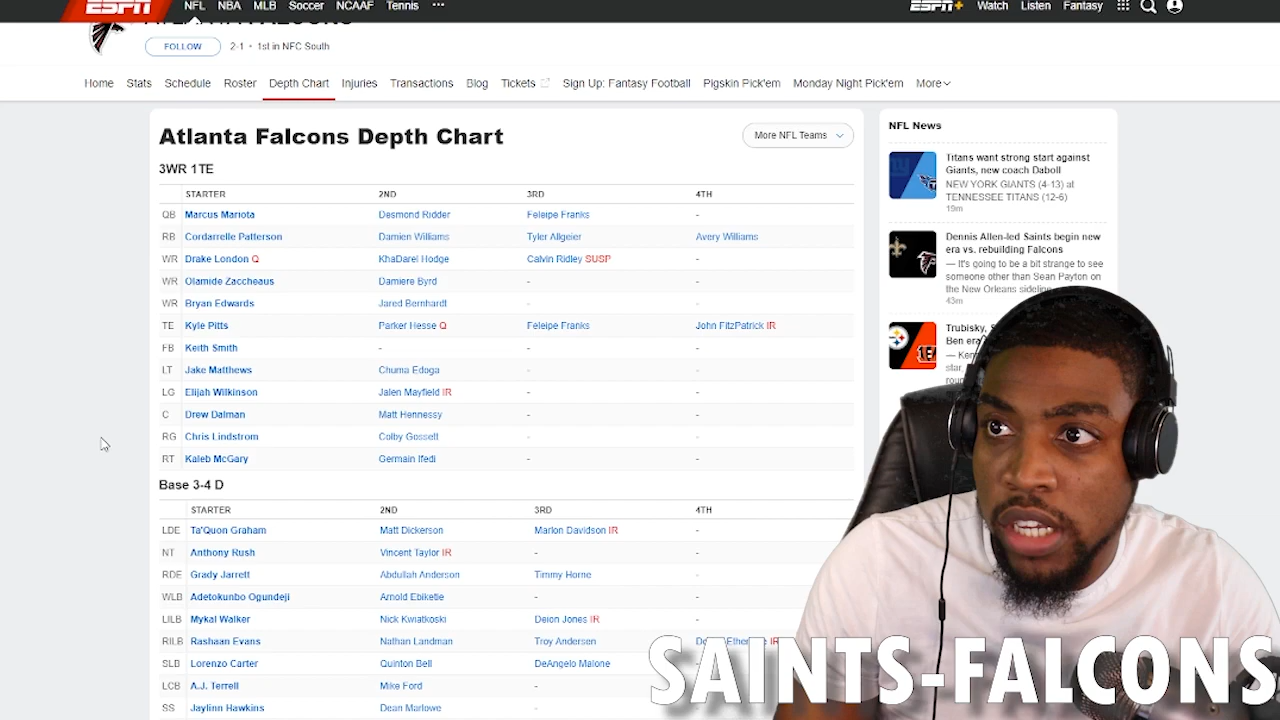 ESPN NFL NBA MLB Soccer NCAAF Tennis ••• ESPN+ Watch Listen Fantasy
ATLANTA FALCONS
FOLLOW 2-1 • 1st in NFC South
Home Stats Schedule Roster Depth Chart Injuries Transactions Blog Tickets Sign Up: Fantasy Football Pigskin Pick'em Monday Night Pick'em More
Atlanta Falcons Depth Chart
More NFL Teams
3WR 1TE
STARTER 2ND 3RD 4TH
QB Marcus Mariota Desmond Ridder Feleipe Franks -
RB Cordarrelle Patterson Damien Williams Tyler Allgeier Avery Williams
WR Drake London Q KhaDarel Hodge Calvin Ridley SUSP -
WR Olamide Zaccheaus Damiere Byrd - -
WR Bryan Edwards Jared Bernhardt - -
TE Kyle Pitts Parker Hesse Q Feleipe Franks John FitzPatrick IR
FB Keith Smith - - -
LT Jake Matthews Chuma Edoga - -
LG Elijah Wilkinson Jalen Mayfield IR - -
C Drew Dalman Matt Hennessy - -
RG Chris Lindstrom Colby Gossett - -
RT Kaleb McGary Germain Ifedi - -
Base 3-4 D
STARTER 2ND 3RD 4TH
LDE Ta'Quon Graham Matt Dickerson Marlon Davidson IR -
NT Anthony Rush Vincent Taylor IR - -
RDE Grady Jarrett Abdullah Anderson Timmy Horne -
WLB Adetokunbo Ogundeji Arnold Ebiketie - -
LILB Mykal Walker Nick Kwiatkoski Deion Jones IR -
RILB Rashaan Evans Nathan Landman Troy Andersen IR
SLB Lorenzo Carter Quinton Bell DeAngelo Malone
LCB A.J. Terrell Mike Ford -
SS Jaylinn Hawkins Dean Marlowe -
NFL News
Titans want strong start against
Giants, new coach Daboll
NEW YORK GIANTS (4-13) at
TENNESSEE TITANS (12-6)
19m
Dennis Allen-led Saints begin new
era vs. rebuilding Falcons
— It's going to be a bit strange to see
someone other than Sean Payton on
the New Orleans sideline
43m
Trubisky,
Ben era
star,
SAINTS-FALCONS